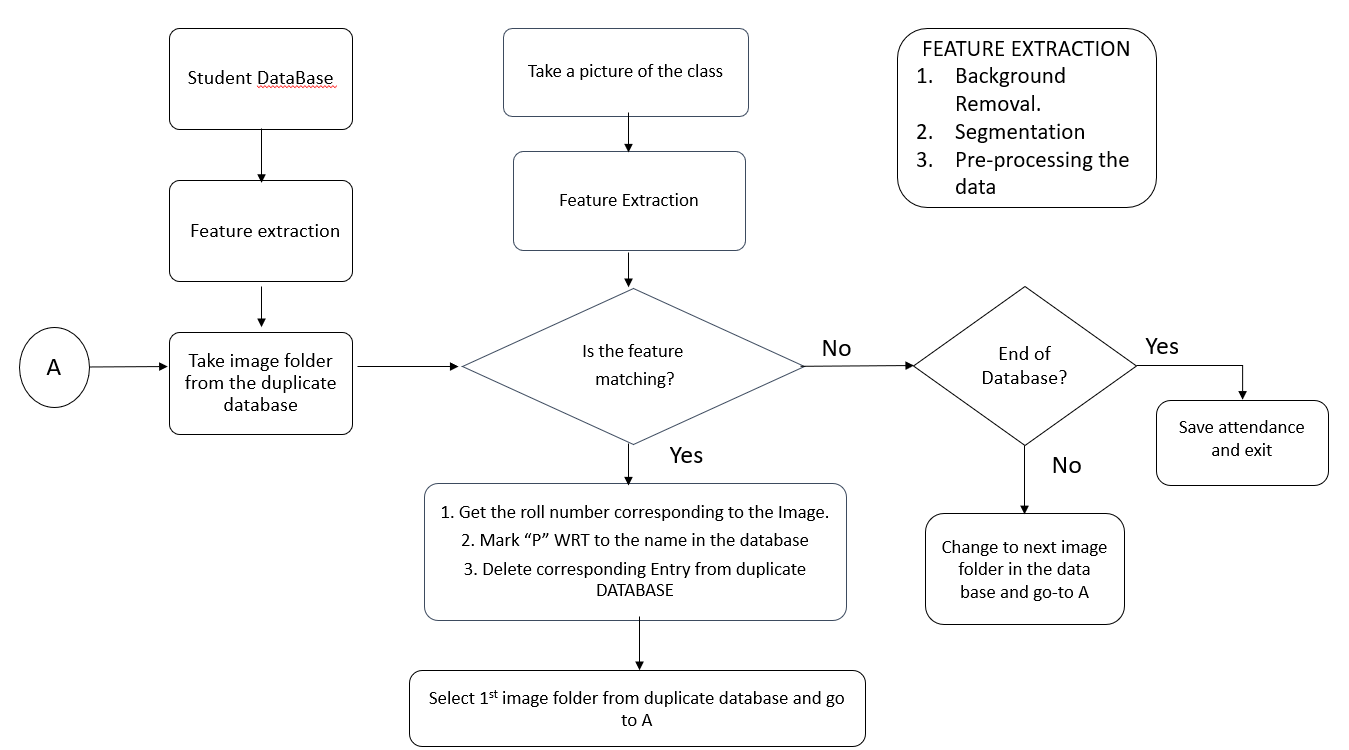 Student DataBase
Take a picture of the class
FEATURE EXTRACTION
1. Background
Removal.
2. Segmentation
3. Pre-processing the
data
Feature extraction
Feature Extraction
A
Take image folder
from the duplicate
database
Is the feature
matching?
No
End of
Database?
Yes
Save attendance
and exit
Yes
No
1. Get the roll number corresponding to the Image.
2. Mark “P” WRT to the name in the database
3. Delete corresponding Entry from duplicate
DATABASE
Change to next image
folder in the data
base and go-to A
Select 1st image folder from duplicate database and go
to A